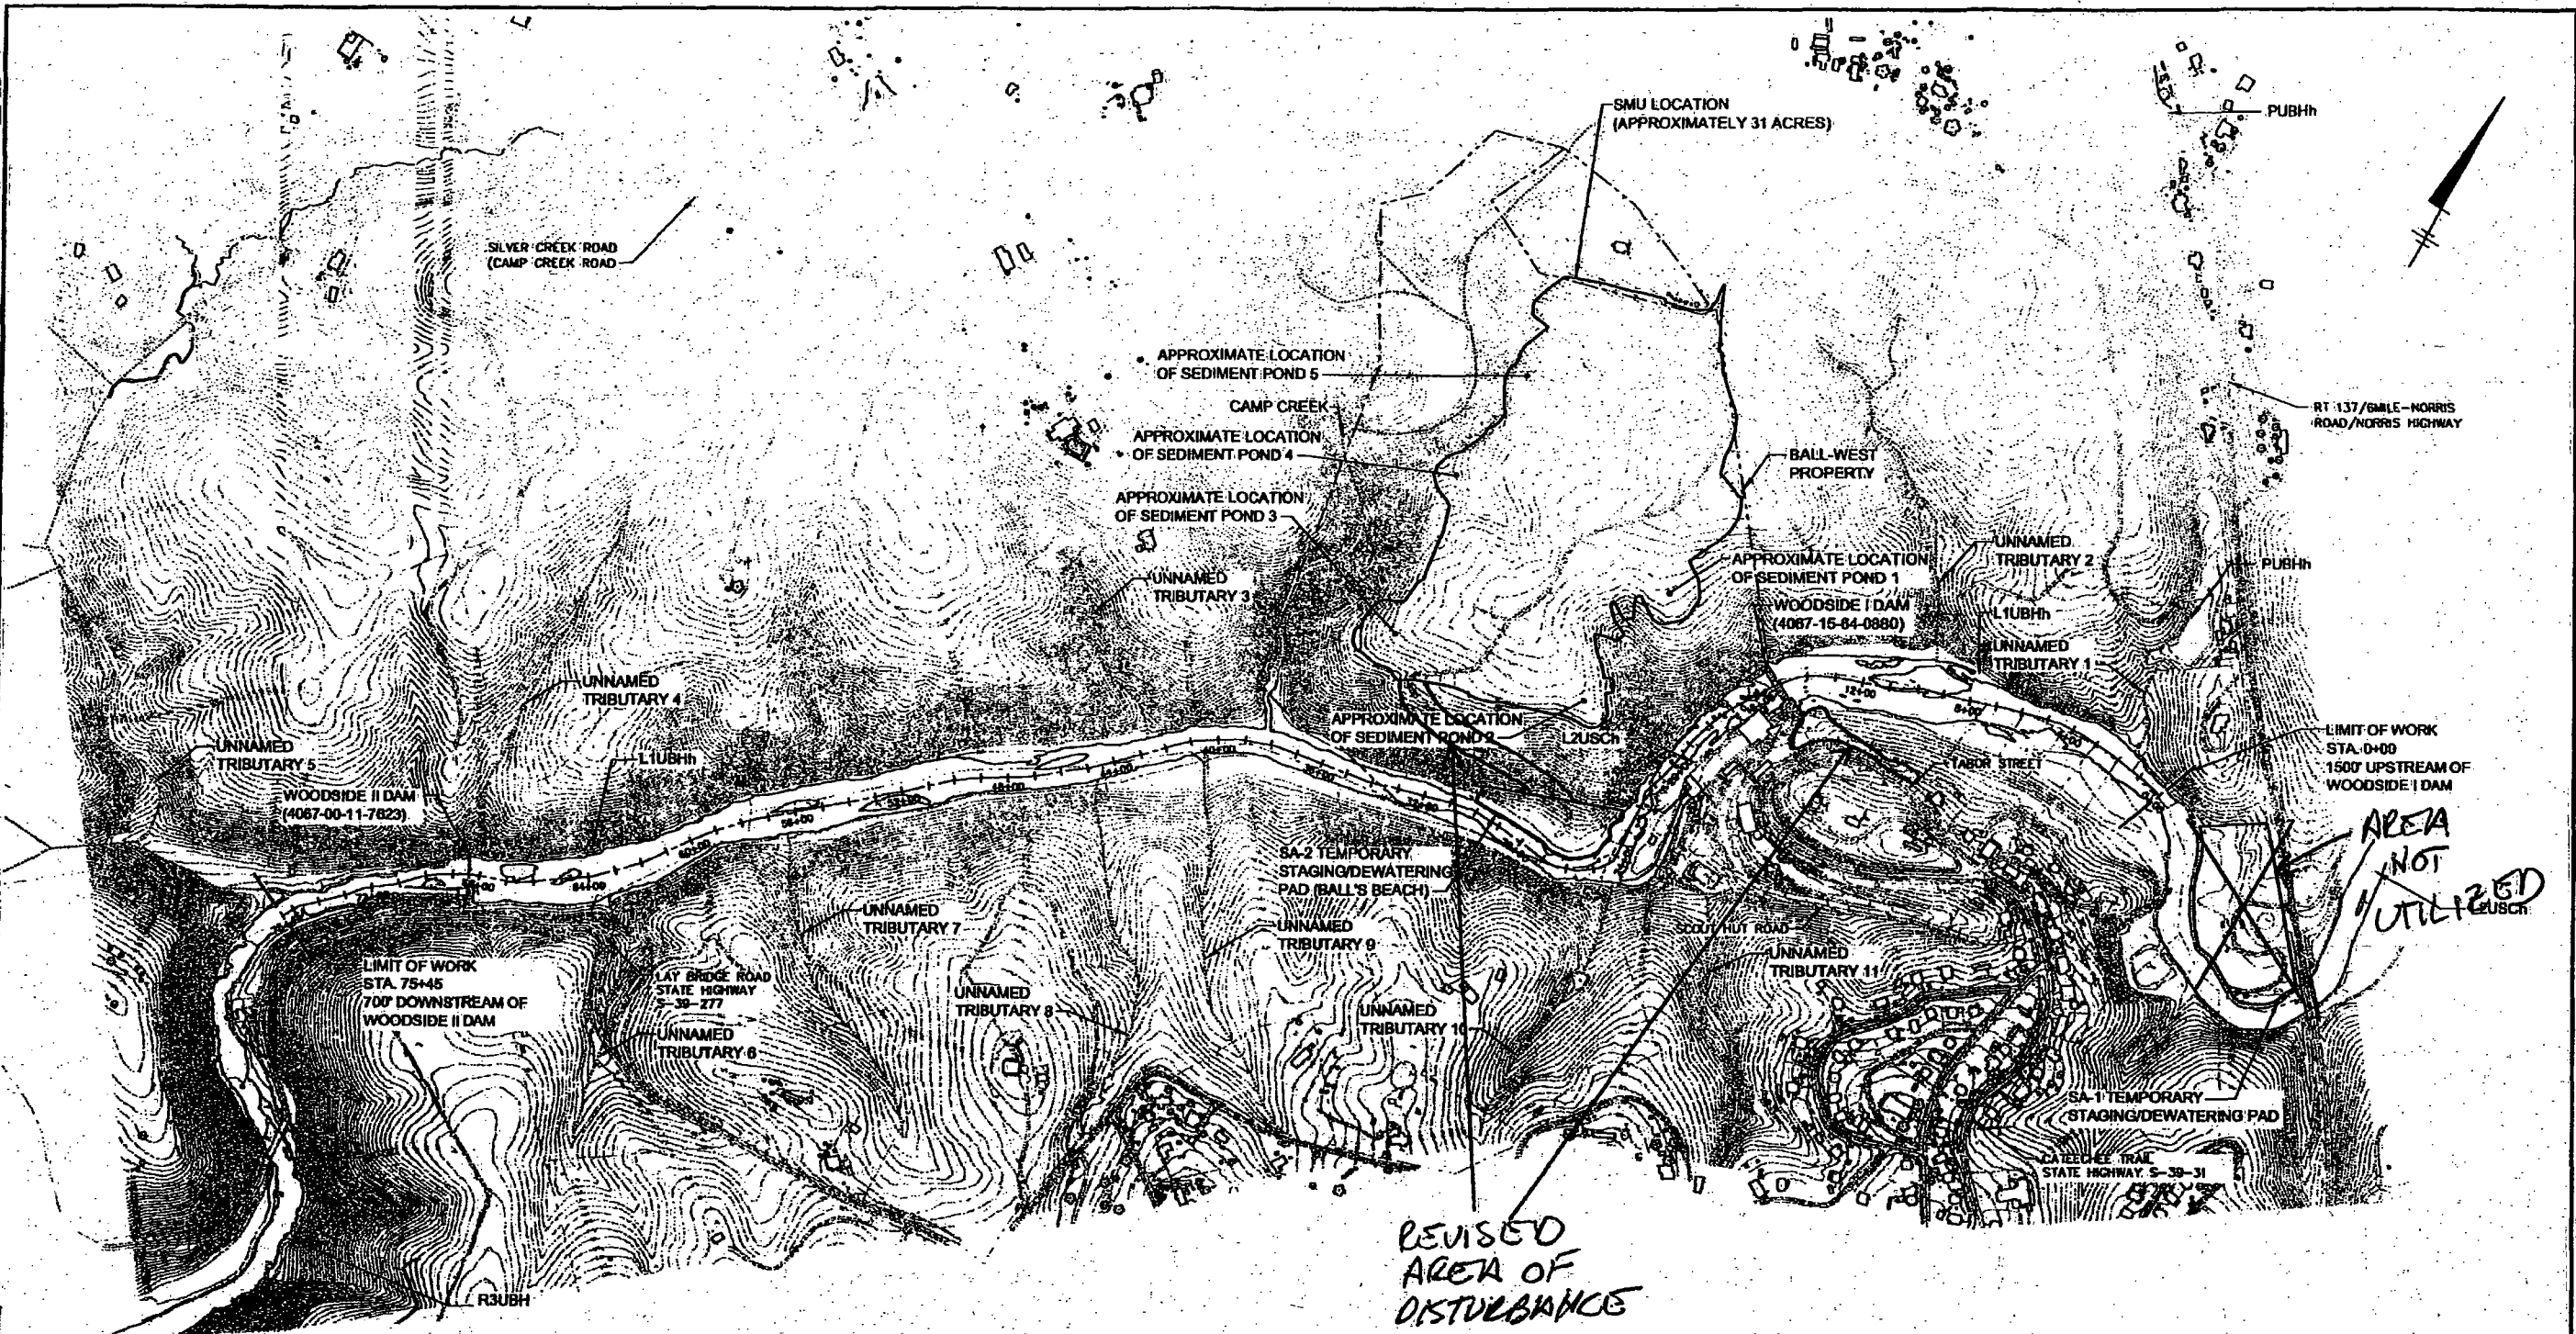 SMU LOCATION
(APPROXIMATELY 31 ACRES)
PUBHh
SILVER CREEK ROAD
(CAMP CREEK ROAD
APPROXIMATE LOCATION
OF SEDIMENT POND 5
CAMP CREEK
APPROXIMATE LOCATION
OF SEDIMENT POND 4
APPROXIMATE LOCATION
OF SEDIMENT POND 3
BALL-WEST
PROPERTY
RT 137/6MILE-NORRIS
ROAD/NORRIS HIGHWAY
UNNAMED
TRIBUTARY 3
APPROXIMATE LOCATION
OF SEDIMENT POND 1
WOODSIDE I DAM
(4067-15-64-0880)
UNNAMED
TRIBUTARY 2
L1UBHh
UNNAMED
TRIBUTARY 1
PUBHh
UNNAMED
TRIBUTARY 4
UNNAMED
TRIBUTARY 5
L1UBHh
WOODSIDE II DAM
(4067-00-11-7823)
APPROXIMATE LOCATION
OF SEDIMENT POND 2
L2USCh
12+00
8+00
TABOR STREET
LIMIT OF WORK
STA. 0+00
1500' UPSTREAM OF
WOODSIDE I DAM
AREA
NOT
UTILIZED
SA-2 TEMPORARY
STAGING/DEWATERING
PAD (BALL'S BEACH)
UNNAMED
TRIBUTARY 7
UNNAMED
TRIBUTARY 9
SCOUT HUT ROAD
UNNAMED
TRIBUTARY 11
LIMIT OF WORK
STA. 75+45
700' DOWNSTREAM OF
WOODSIDE II DAM
LAY BRIDGE ROAD
STATE HIGHWAY
S-39-277
UNNAMED
TRIBUTARY 6
UNNAMED
TRIBUTARY 8
UNNAMED
TRIBUTARY 10
SA-1 TEMPORARY
STAGING/DEWATERING PAD
CATEECHEE TRAIL
STATE HIGHWAY S-39-31
R3UBH
REVISED
AREA OF
DISTURBANCE